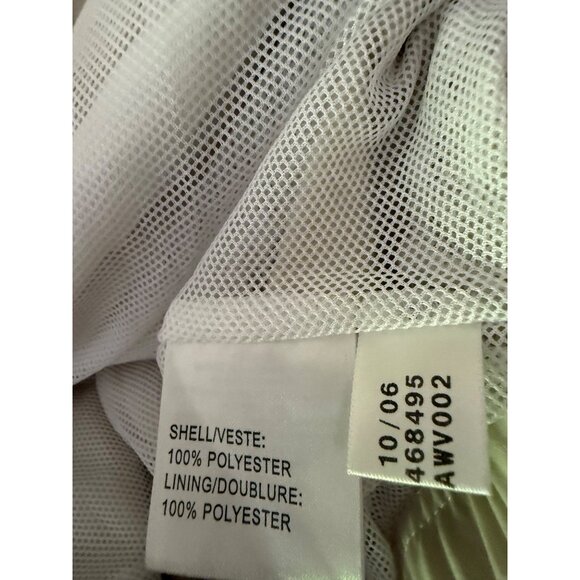 SHELL/VESTE:
100% POLYESTER
LINING/DOUBLURE:
100% POLYESTER
10/06
468495
AWV002